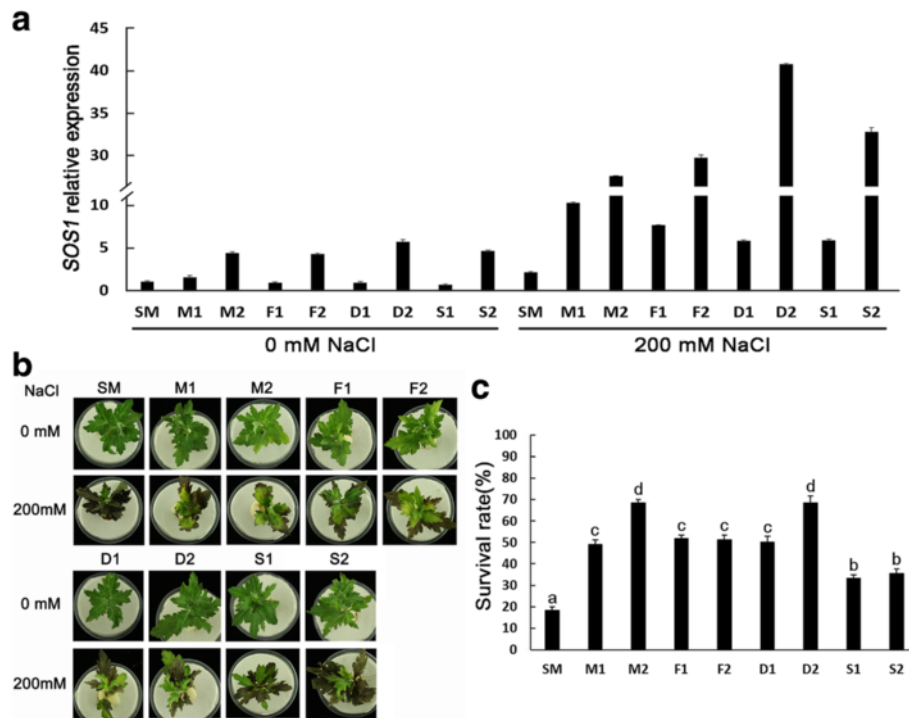 a
SOS1 relative expression
45
40
35
30
10
5
0
SM M1 M2 F1 F2 D1 D2 S1 S2 SM M1 M2 F1 F2 D1 D2 S1 S2
0 mM NaCl 200 mM NaCl
b
NaCl SM M1 M2 F1 F2
0 mM
200mM
D1 D2 S1 S2
0 mM
200mM
c
Survival rate(%)
100
90
80
70
60
50
40
30
20
10
0
a c d c c c d b b
SM M1 M2 F1 F2 D1 D2 S1 S2